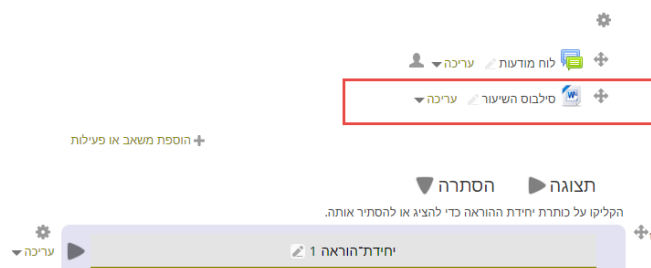 לוח מודעות עריכה
סילבוס השיעור עריכה
הוספת משאב או פעילות
תצוגה הסתרה
הקליקו על כותרת יחידת ההוראה כדי להציג או להסתיר אותה.
יחידת־הוראה 1 עריכה